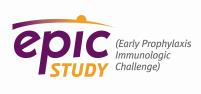 epic
STUDY
(Early Prophylaxis
Immunologic
Challenge)